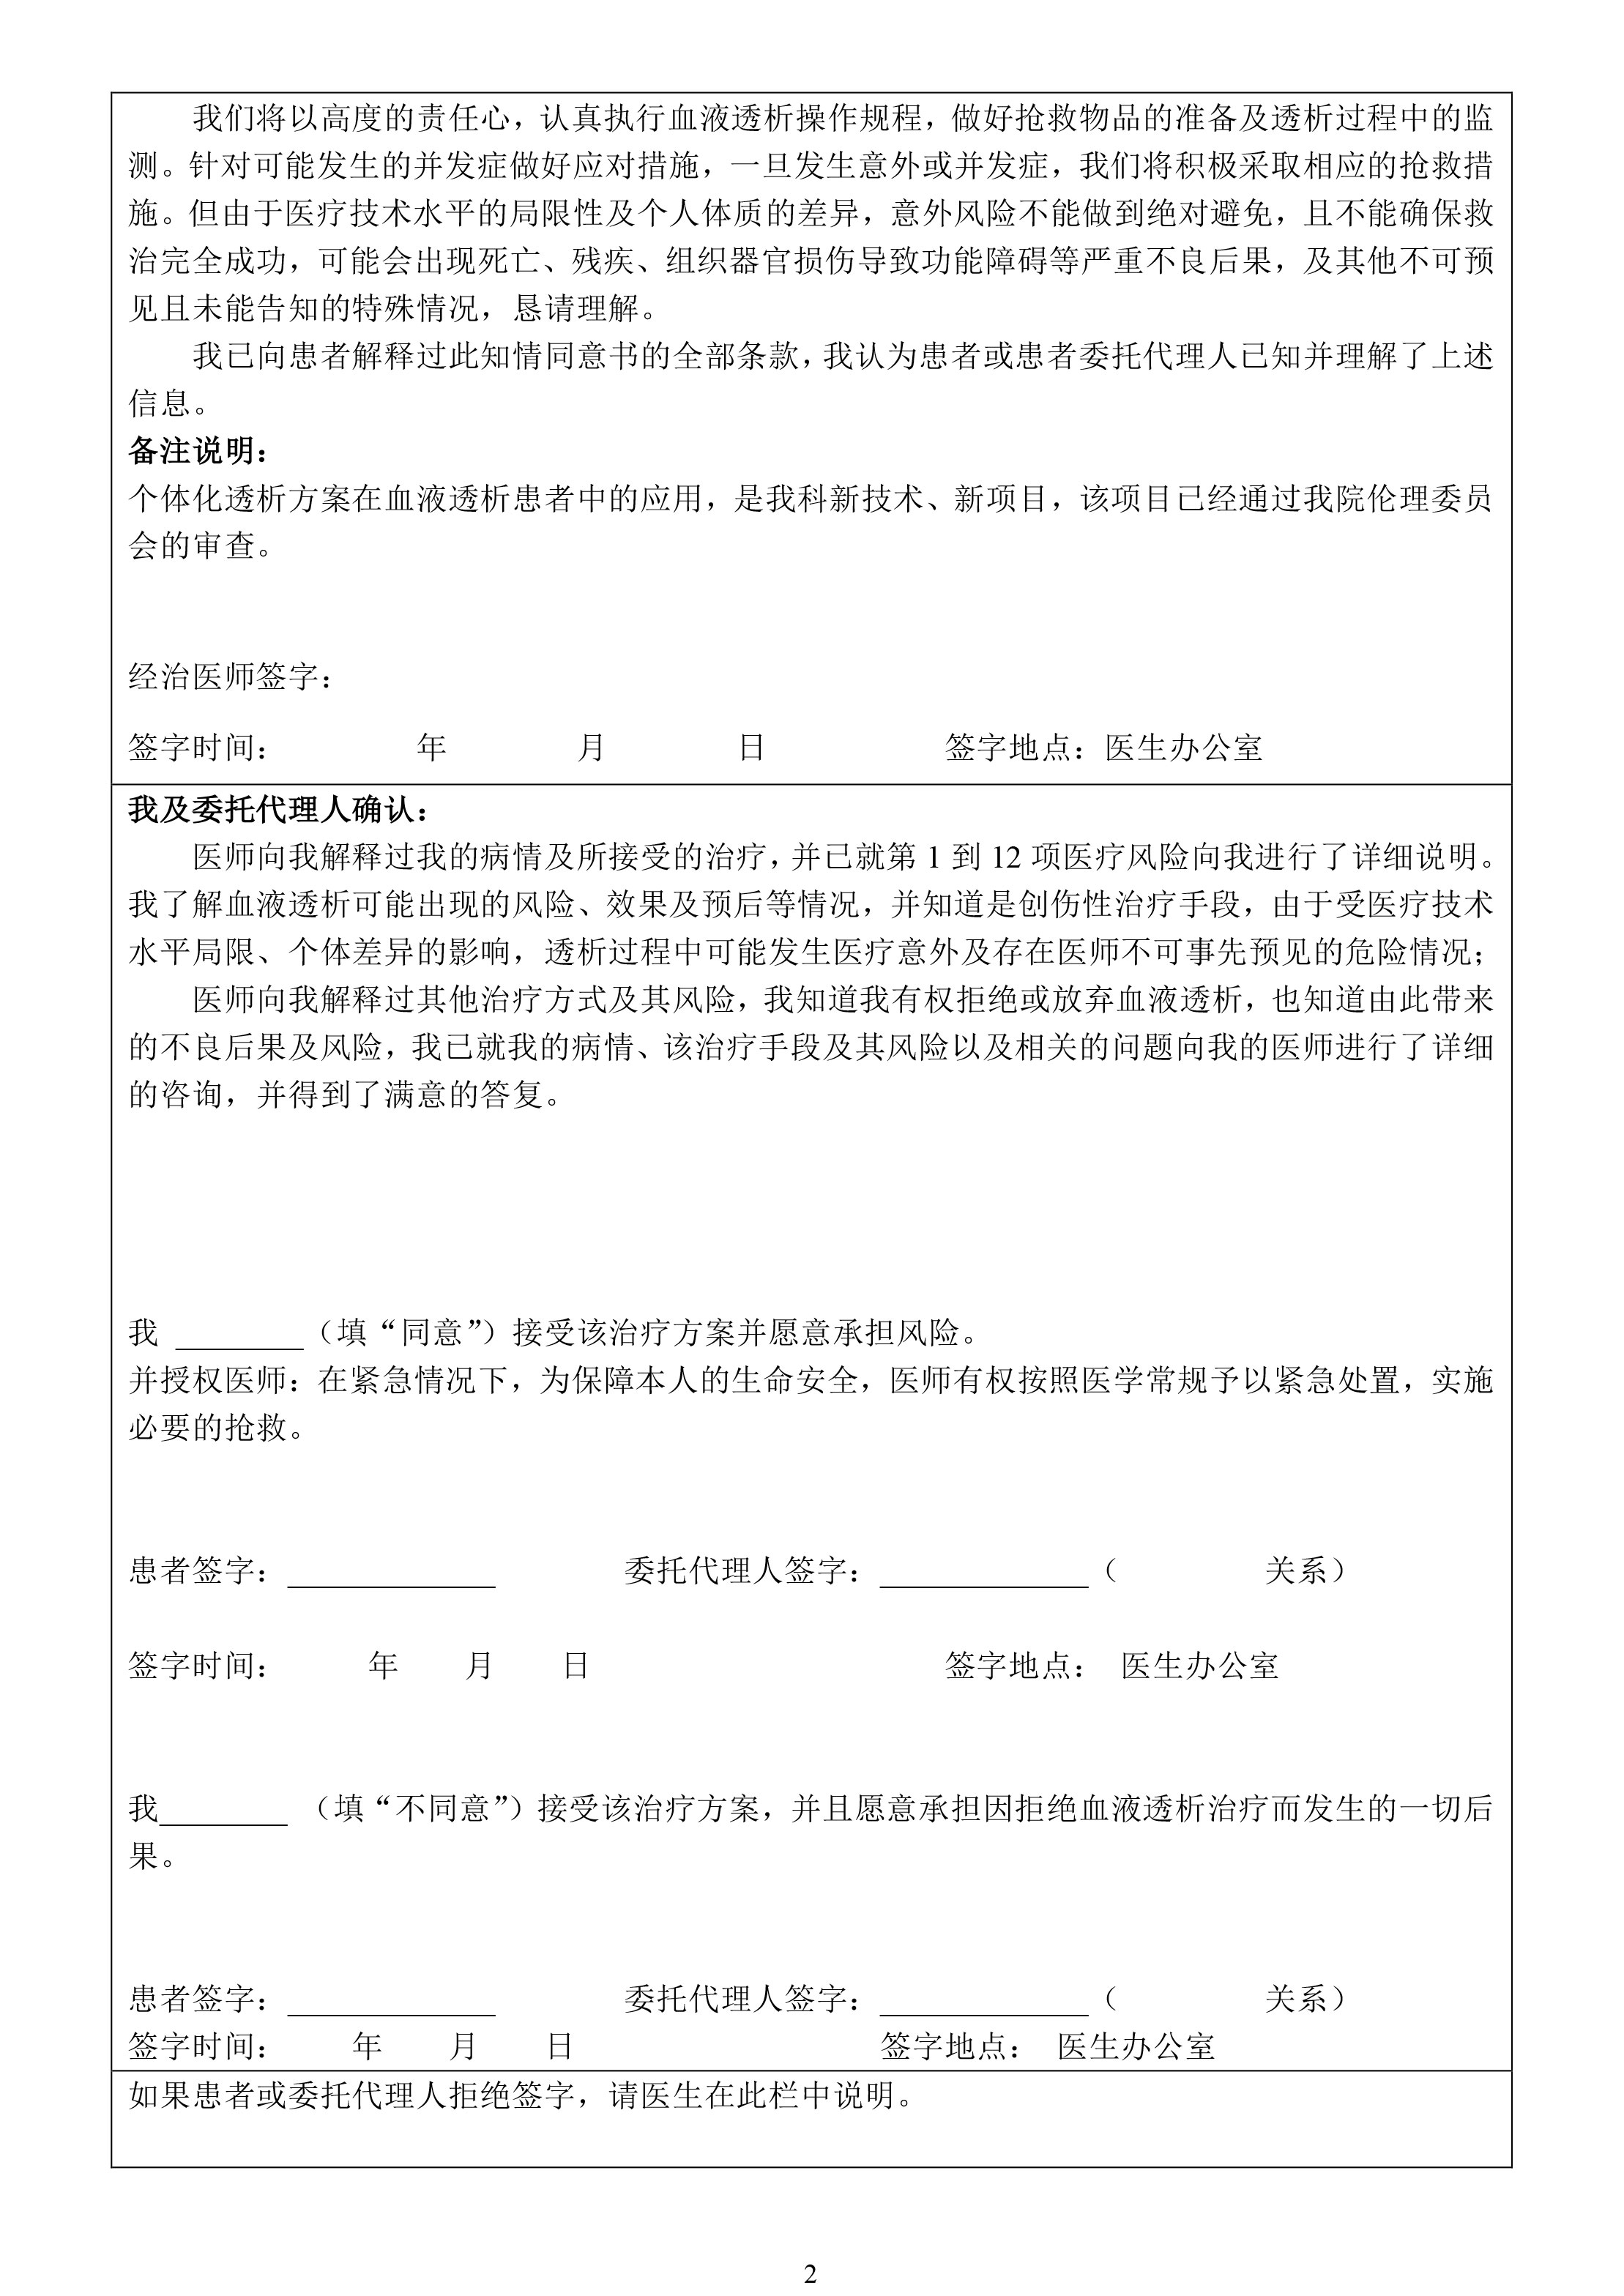 我们将以高度的责任心，认真执行血液透析操作规程，做好抢救物品的准备及透析过程中的监
测。针对可能发生的并发症做好应对措施，一旦发生意外或并发症，我们将积极采取相应的抢救措
施。但由于医疗技术水平的局限性及个人体质的差异，意外风险不能做到绝对避免，且不能确保救
治完全成功，可能会出现死亡、残疾、组织器官损伤导致功能障碍等严重不良后果，及其他不可预
见且未能告知的特殊情况，恳请理解。
我已向患者解释过此知情同意书的全部条款，我认为患者或患者委托代理人已知并理解了上述
信息。
备注说明：
个体化透析方案在血液透析患者中的应用，是我科新技术、新项目，该项目已经通过我院伦理委员
会的审查。
经治医师签字：
签字时间： 年 月 日 签字地点：医生办公室
我及委托代理人确认：
医师向我解释过我的病情及所接受的治疗，并已就第 1 到 12 项医疗风险向我进行了详细说明。
我了解血液透析可能出现的风险、效果及预后等情况，并知道是创伤性治疗手段，由于受医疗技术
水平局限、个体差异的影响，透析过程中可能发生医疗意外及存在医师不可事先预见的危险情况；
医师向我解释过其他治疗方式及其风险，我知道我有权拒绝或放弃血液透析，也知道由此带来
的不良后果及风险，我已就我的病情、该治疗手段及其风险以及相关的问题向我的医师进行了详细
的咨询，并得到了满意的答复。
我 ________（填“同意”）接受该治疗方案并愿意承担风险。
并授权医师：在紧急情况下，为保障本人的生命安全，医师有权按照医学常规予以紧急处置，实施
必要的抢救。
患者签字：_____________ 委托代理人签字：_____________（ 关系）
签字时间： 年 月 日 签字地点： 医生办公室
我________ （填“不同意”）接受该治疗方案，并且愿意承担因拒绝血液透析治疗而发生的一切后
果。
患者签字：_____________ 委托代理人签字：_____________（ 关系）
签字时间： 年 月 日 签字地点： 医生办公室
如果患者或委托代理人拒绝签字，请医生在此栏中说明。
2